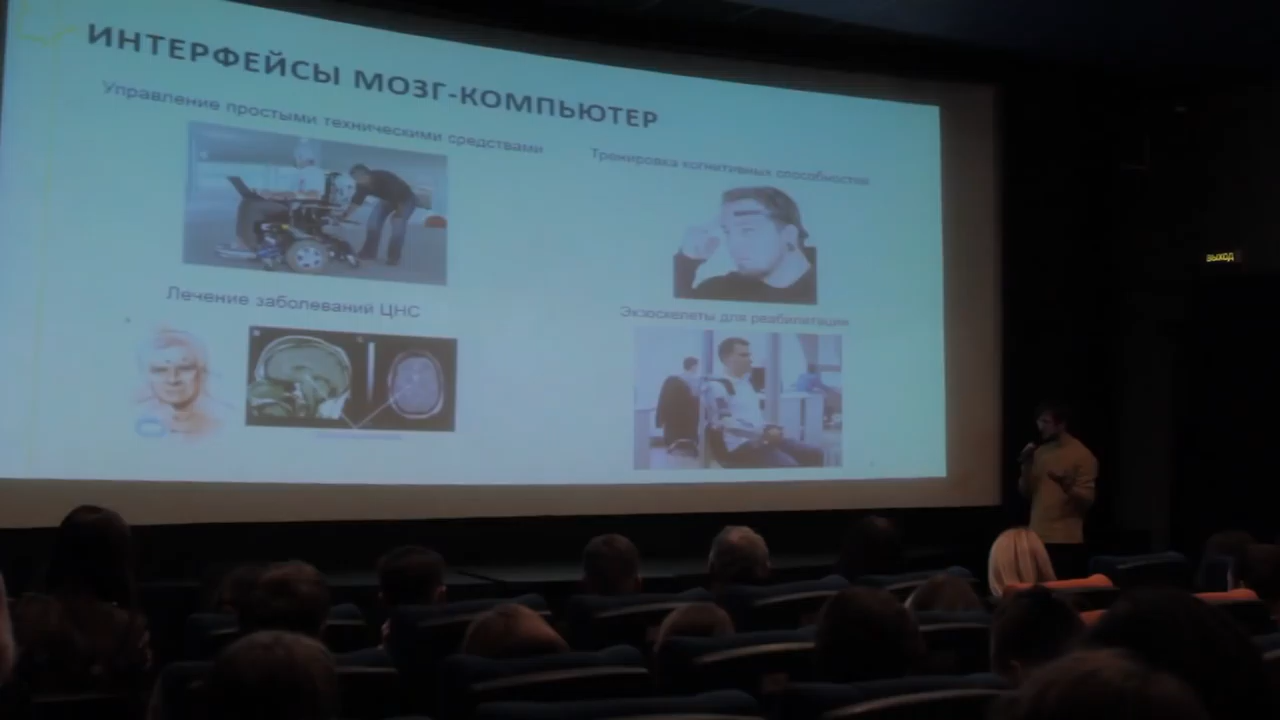 ИНТЕРФЕЙСЫ МОЗГ-КОМПЬЮТЕР
Управление простыми техническими средствами
Тренировка когнитивных способностей
Лечение заболеваний ЦНС
Экзоскелеты для реабилитации
ВЫХОД